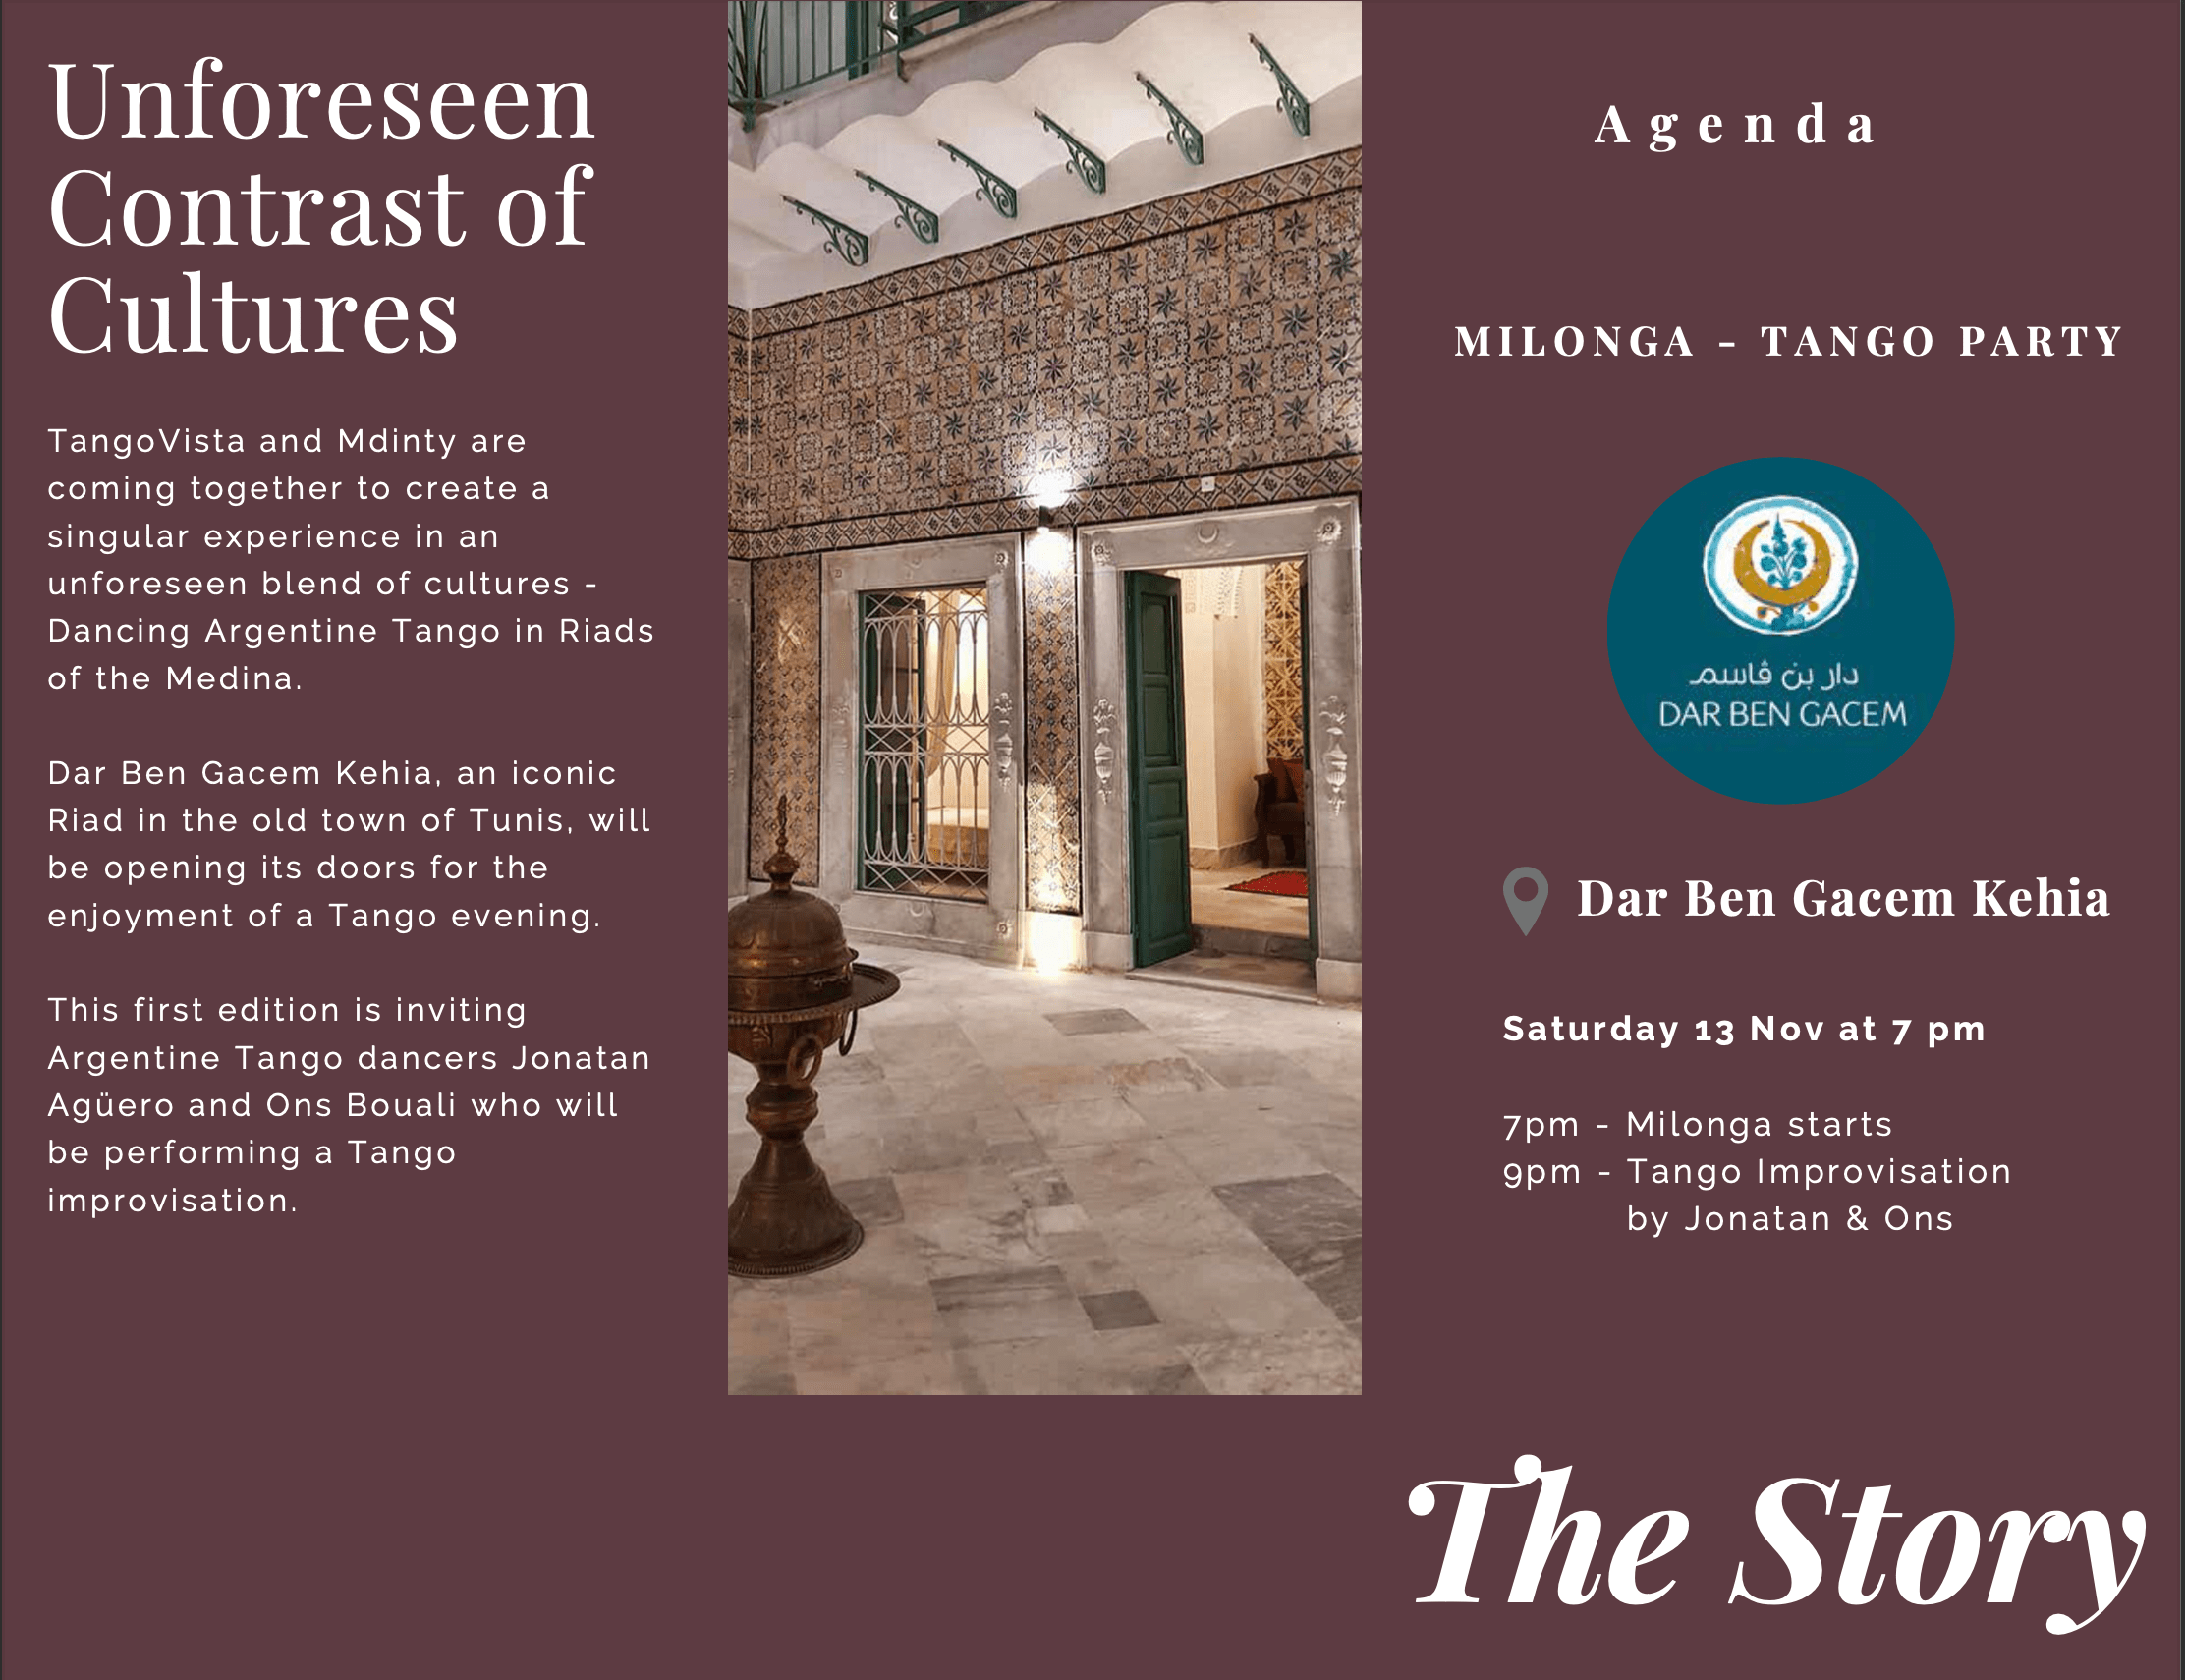 Unforeseen
Contrast of
Cultures
TangoVista and Mdinty are
coming together to create a
singular experience in an
unforeseen blend of cultures -
Dancing Argentine Tango in Riads
of the Medina.
Dar Ben Gacem Kehia, an iconic
Riad in the old town of Tunis, will
be opening its doors for the
enjoyment of a Tango evening.
This first edition is inviting
Argentine Tango dancers Jonatan
Agüero and Ons Bouali who will
be performing a Tango
improvisation.
Agenda
MILONGA - TANGO PARTY
دار بن ڨاسم
DAR BEN GACEM
Dar Ben Gacem Kehia
Saturday 13 Nov at 7 pm
7pm - Milonga starts
9pm - Tango Improvisation
by Jonatan & Ons
The Story